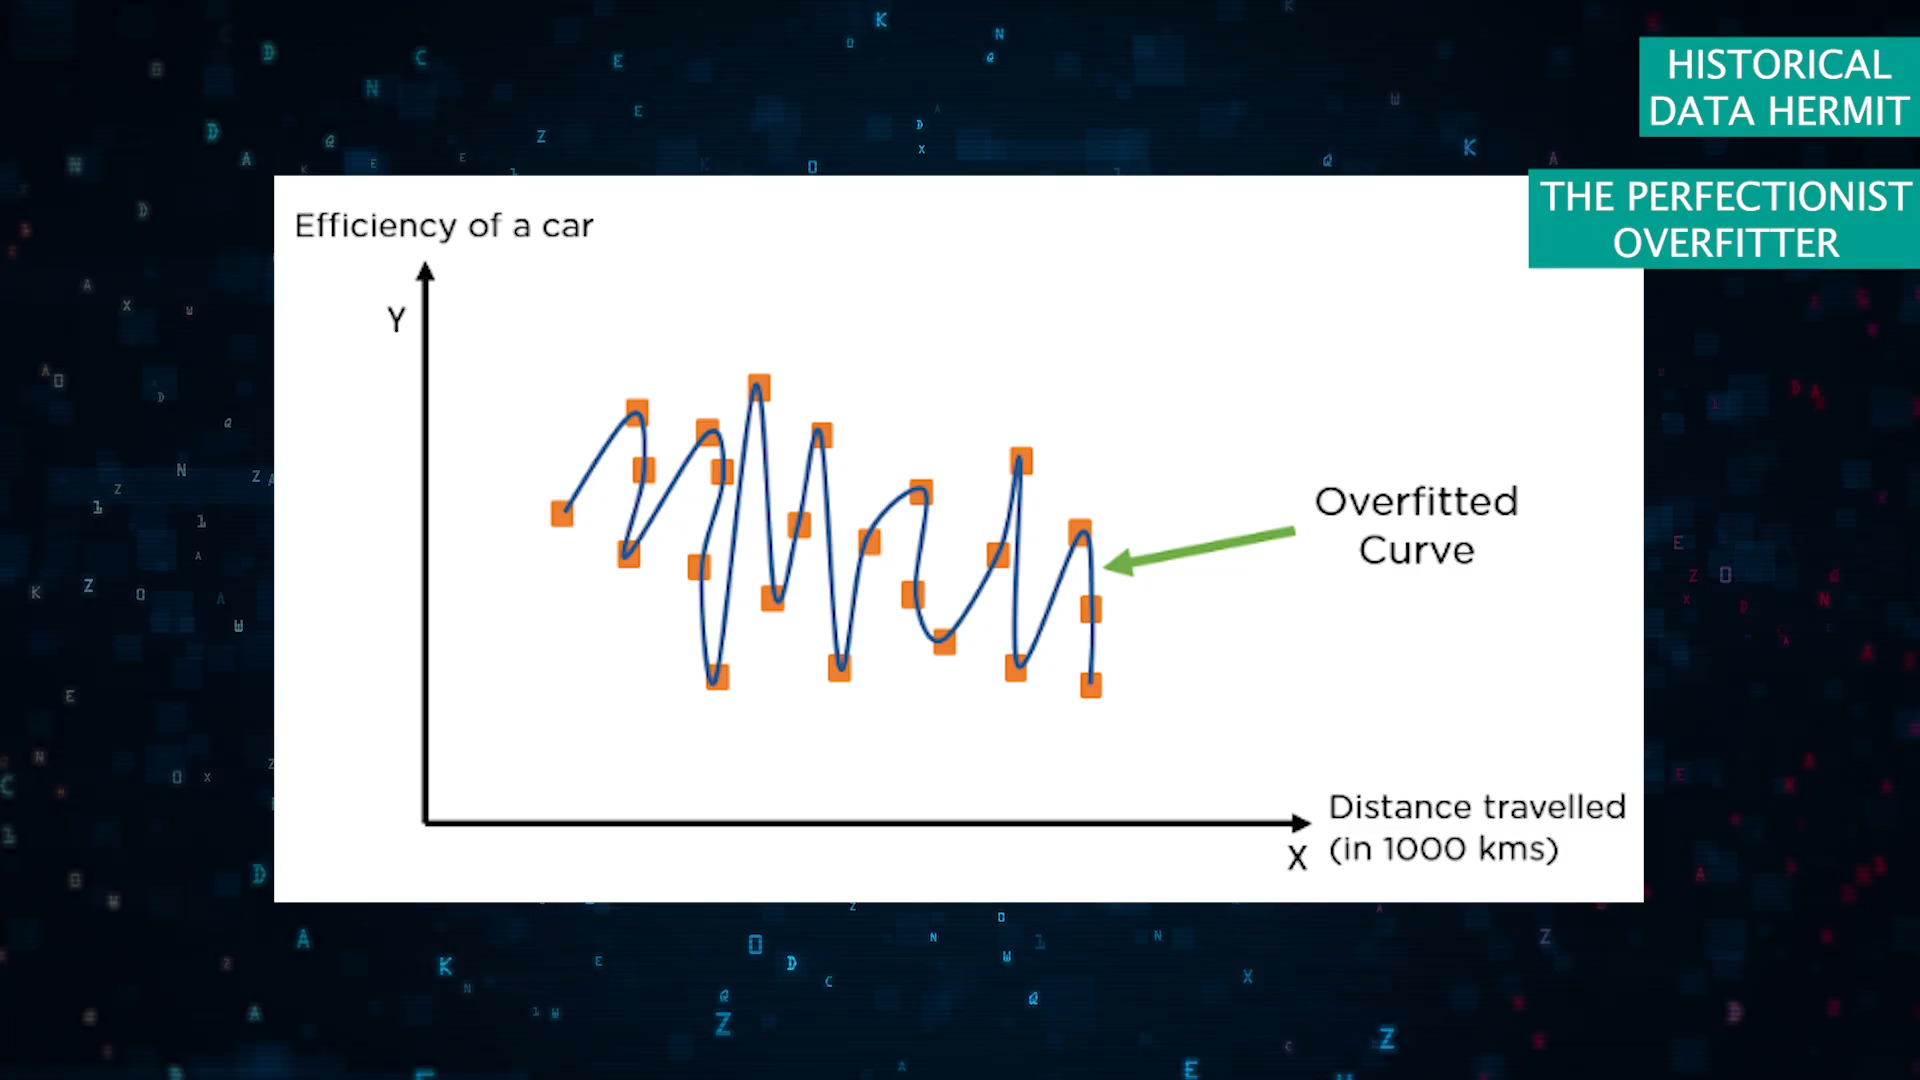 HISTORICAL
DATA HERMIT
THE PERFECTIONIST
OVERFITTER
Efficiency of a car
Y
Overfitted
Curve
Distance travelled
X (in 1000 kms)